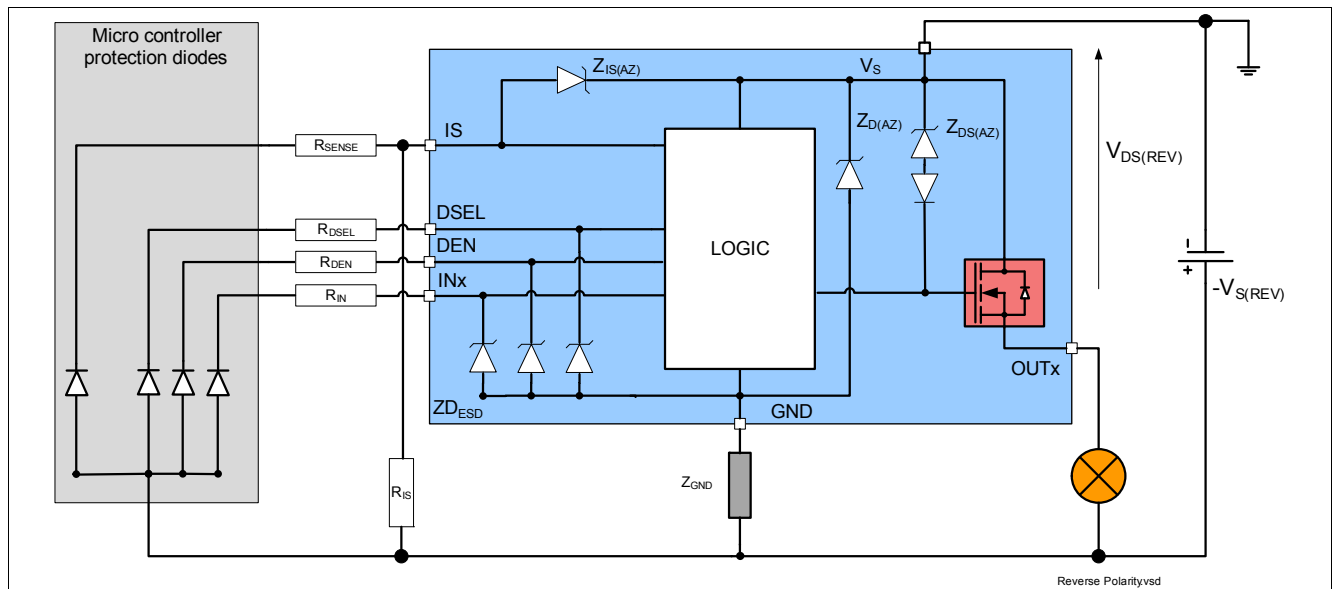 Micro controller
protection diodes
Z_IS(AZ)
V_S
Z_D(AZ)
Z_DS(AZ)
V_DS(REV)
IS
R_SENSE
DSEL
R_DSEL
DEN
R_DEN
INx
R_IN
LOGIC
-V_S(REV)
+
OUTx
ZD_ESD
GND
Z_GND
R_IS
Reverse Polarity.vsd